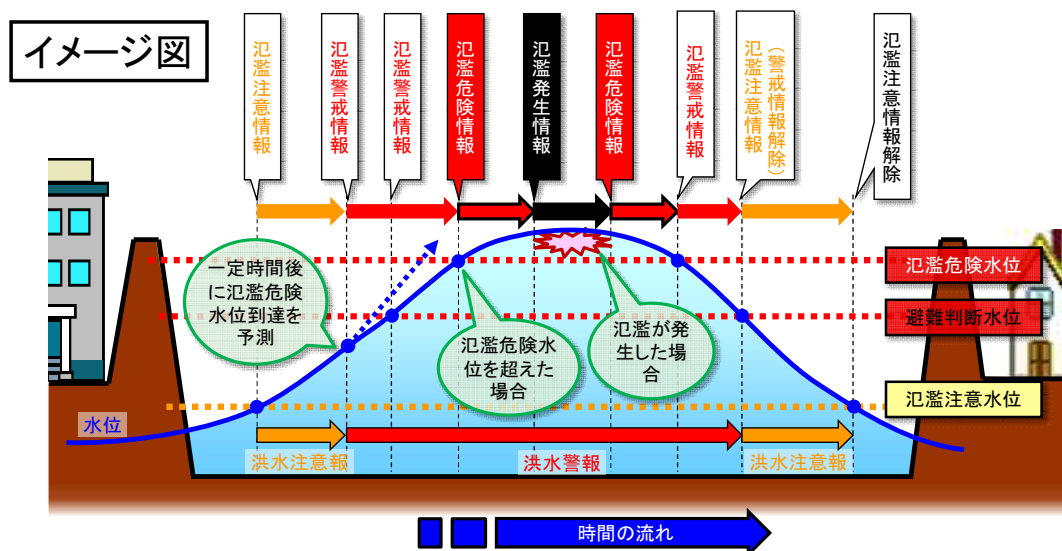 イメージ図
氾濫注意情報
氾濫警戒情報
氾濫警戒情報
氾濫危険情報
氾濫発生情報
氾濫危険情報
氾濫警戒情報
（警戒情報解除）
氾濫注意情報
氾濫注意情報解除
一定時間後
に氾濫危険
水位到達を
予測
氾濫危険水
位を超えた
場合
氾濫が発
生した場
合
氾濫危険水位
避難判断水位
氾濫注意水位
水位
洪水注意報
洪水警報
洪水注意報
時間の流れ